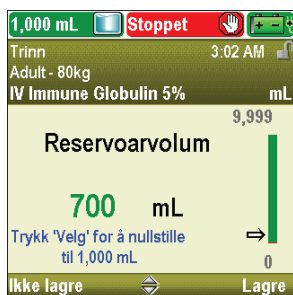 1,000 mL Stoppet
Trinn 3:02 AM
Adult - 80kg
IV Immune Globulin 5% mL
9,999
Reservoarvolum
700 mL
Trykk 'Velg' for å nullstille
til 1,000 mL
0
Ikke lagre Lagre